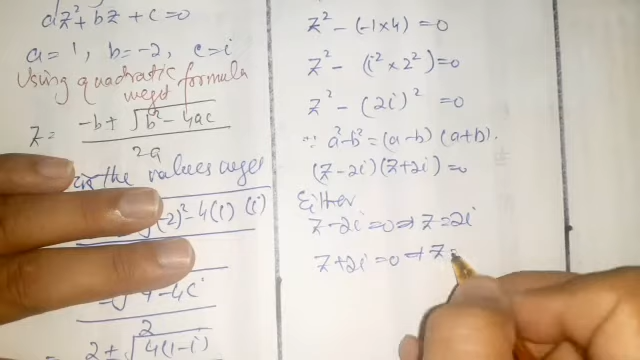 az²+bz+c=0
a=1, b=-2, c=i
Using quadratic formula
we get
z= -b+√b²-4ac
2a
the values
-2)²-4(1)(i)
4-4i
2
= 2±√4(1-i)
z²-(-1×4)=0
z²-(i²×2²)=0
z²-(2i)²=0
∵ a²-b²=(a-b)(a+b).
(z-2i)(z+2i)=0
Either
z-2i=0⇒z=2i
z+2i=0⇒z=